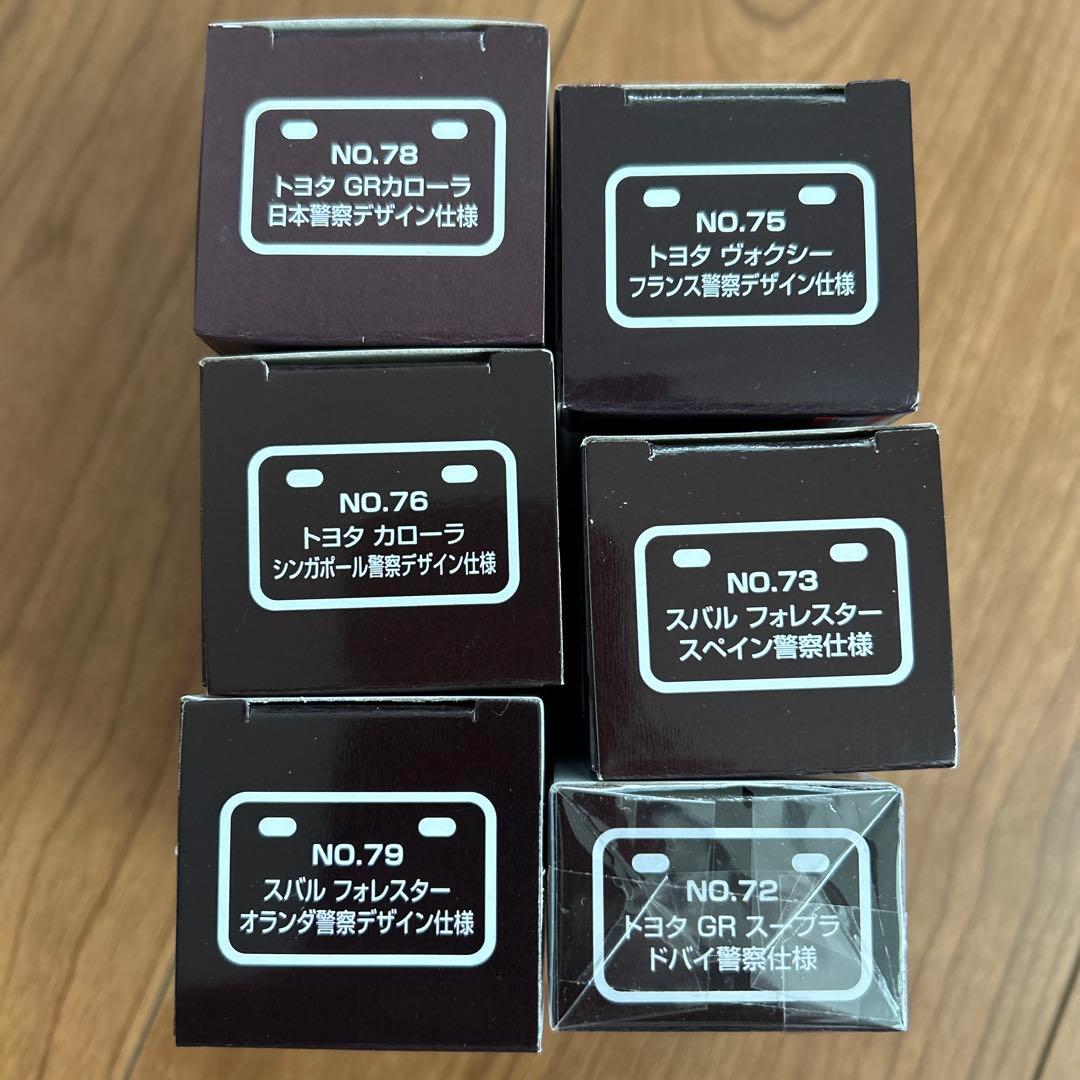 NO.78
トヨタ GRカローラ
日本警察デザイン仕様
NO.75
トヨタ ヴォクシー
フランス警察デザイン仕様
NO.76
トヨタ カローラ
シンガポール警察デザイン仕様
NO.73
スバル フォレスター
スペイン警察仕様
NO.79
スバル フォレスター
オランダ警察デザイン仕様
NO.72
トヨタ GR スープラ
ドバイ警察仕様